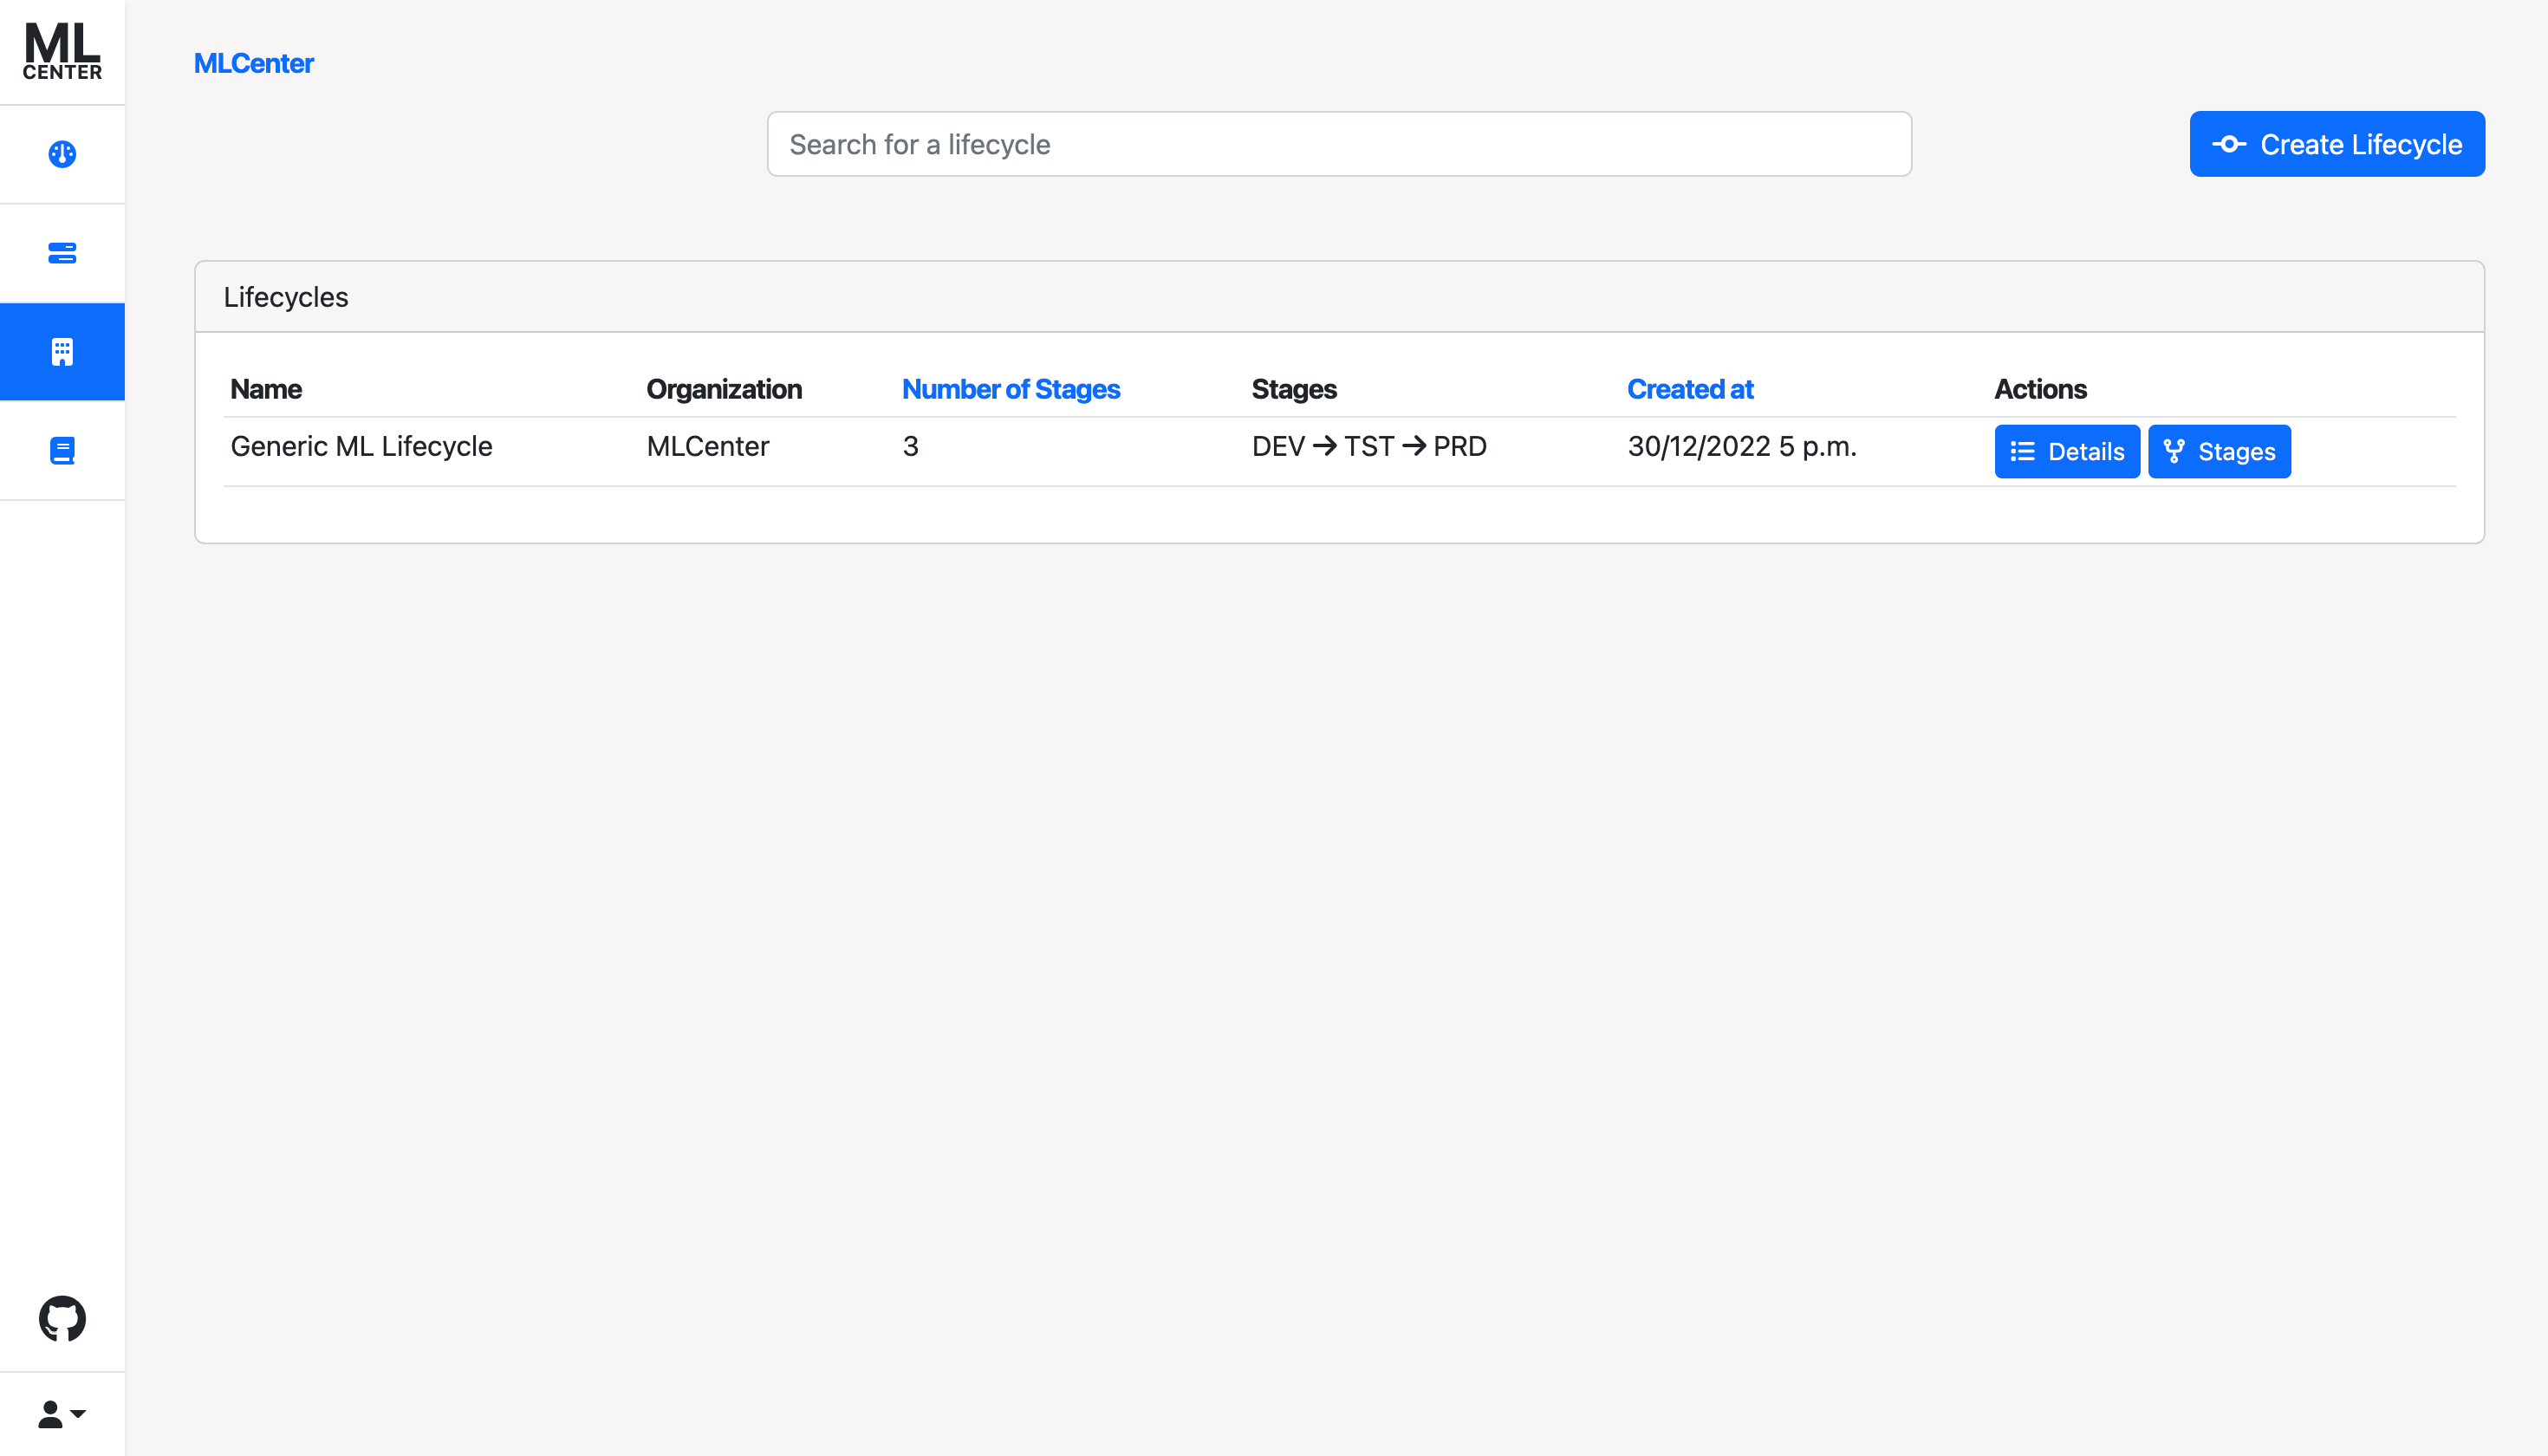 ML
CENTER
MLCenter
Search for a lifecycle
Create Lifecycle
Lifecycles
Name Organization Number of Stages Stages Created at Actions
Generic ML Lifecycle MLCenter 3 DEV → TST → PRD 30/12/2022 5 p.m. Details Stages